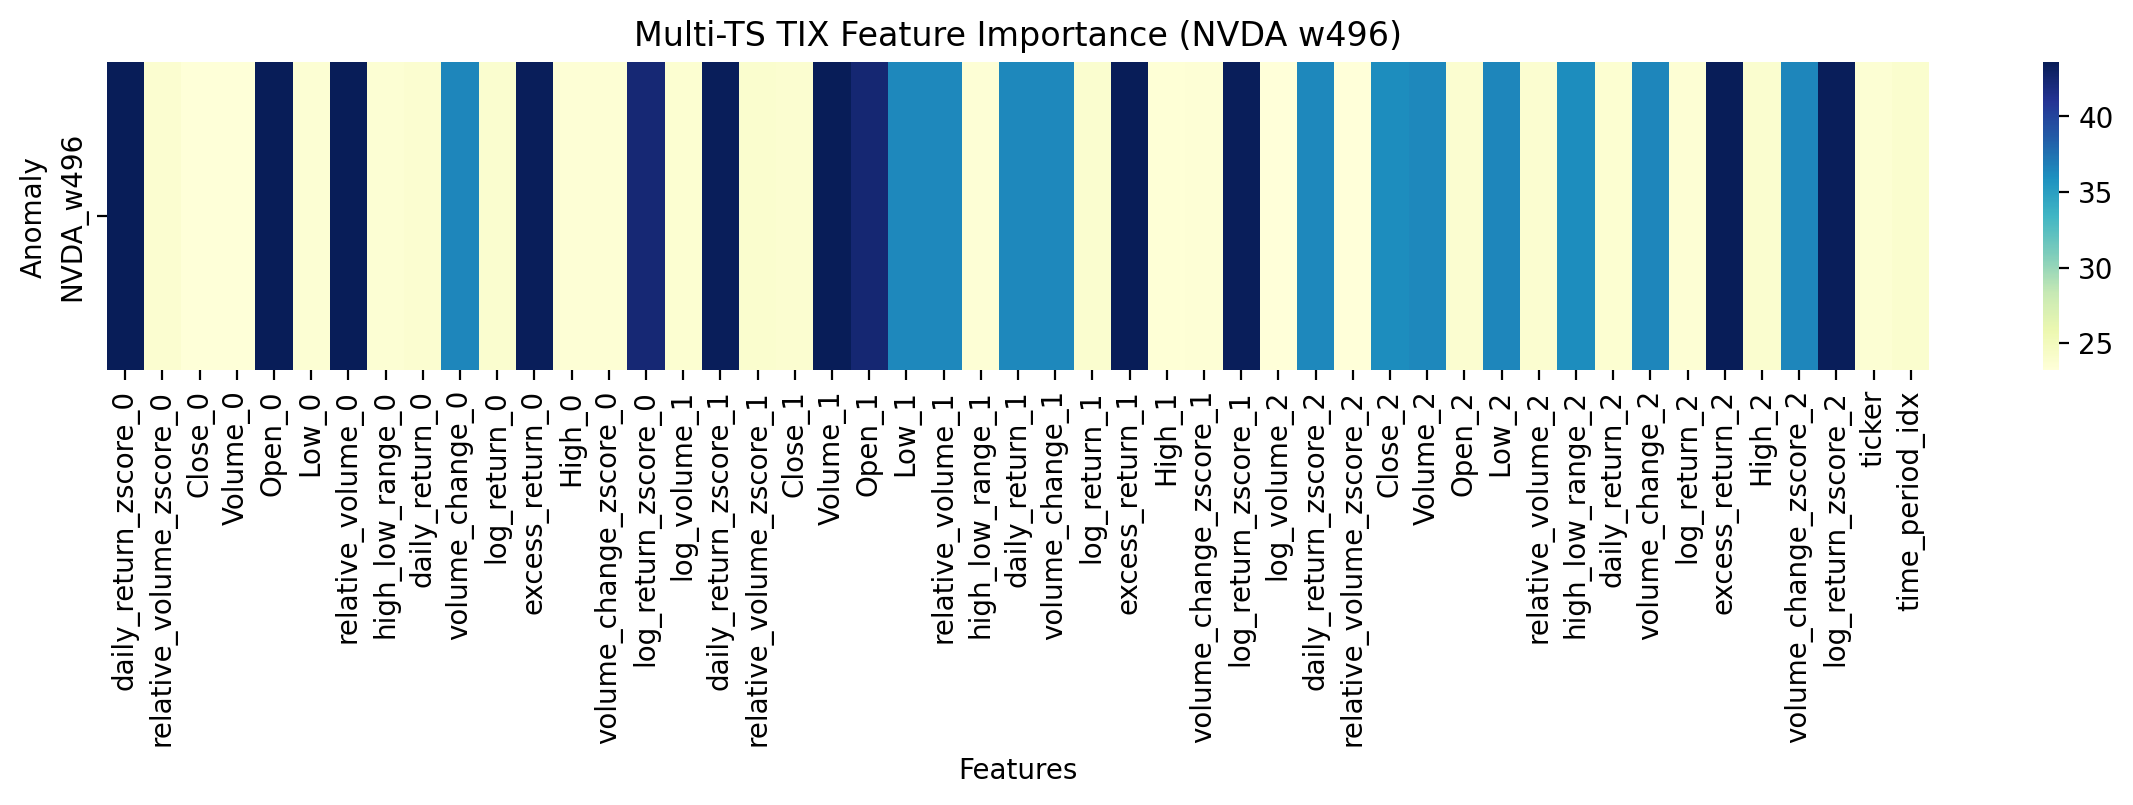 Multi-TS TIX Feature Importance (NVDA w496)
Anomaly
NVDA_w496
daily_return_zscore_0
relative_volume_zscore_0
Close_0
Volume_0
Open_0
Low_0
relative_volume_0
high_low_range_0
daily_return_0
volume_change_0
log_return_0
excess_return_0
High_0
volume_change_zscore_0
log_return_zscore_0
log_volume_1
daily_return_zscore_1
relative_volume_zscore_1
Close_1
Volume_1
Open_1
Low_1
relative_volume_1
high_low_range_1
daily_return_1
volume_change_1
log_return_1
excess_return_1
High_1
volume_change_zscore_1
log_return_zscore_1
log_volume_2
daily_return_zscore_2
relative_volume_zscore_2
Close_2
Volume_2
Open_2
Low_2
relative_volume_2
high_low_range_2
daily_return_2
volume_change_2
log_return_2
excess_return_2
High_2
volume_change_zscore_2
log_return_zscore_2
ticker
time_period_idx
Features
40
35
30
25